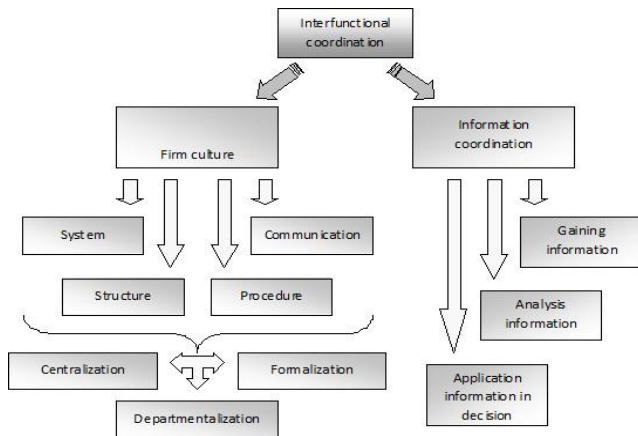 Interfunctional
coordination
Firm culture
Information
coordination
System
Communication
Gaining
information
Structure
Procedure
Analysis
information
Centralization
Formalization
Application
information in
decision
Departmentalization